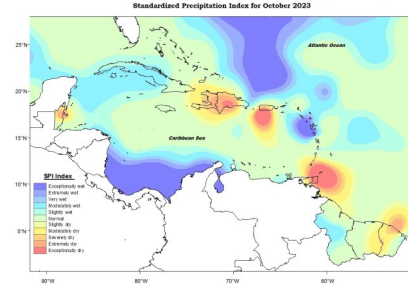 Standardized Precipitation Index for October 2023
25°N
Atlantic Ocean
20°N
15°N
Caribbean Sea
SPI Index
Exceptionally wet
Extremely wet
Very wet
Moderately wet
Slightly wet
Normal
Slightly dry
Moderately dry
Severely dry
Extremely dry
Exceptionally dry
10°N
5°N
90°W
80°W
70°W
60°W